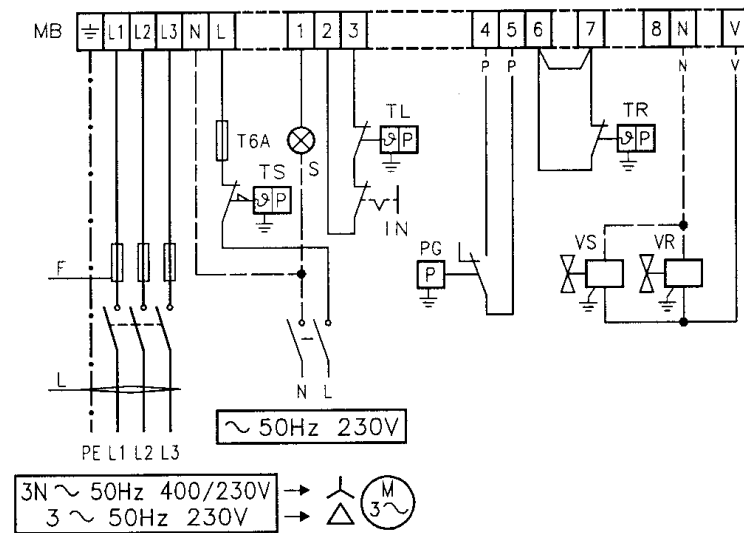 MB L1 L2 L3 N L 1 2 3 4 5 6 7 8 N V
P P N V
T6A S TL ϑ P TR ϑ P
TS ϑ P
IN
PG P VS VR
F
L
N L
~ 50Hz 230V
PE L1 L2 L3
3N ~ 50Hz 400/230V
3 ~ 50Hz 230V
M
3~